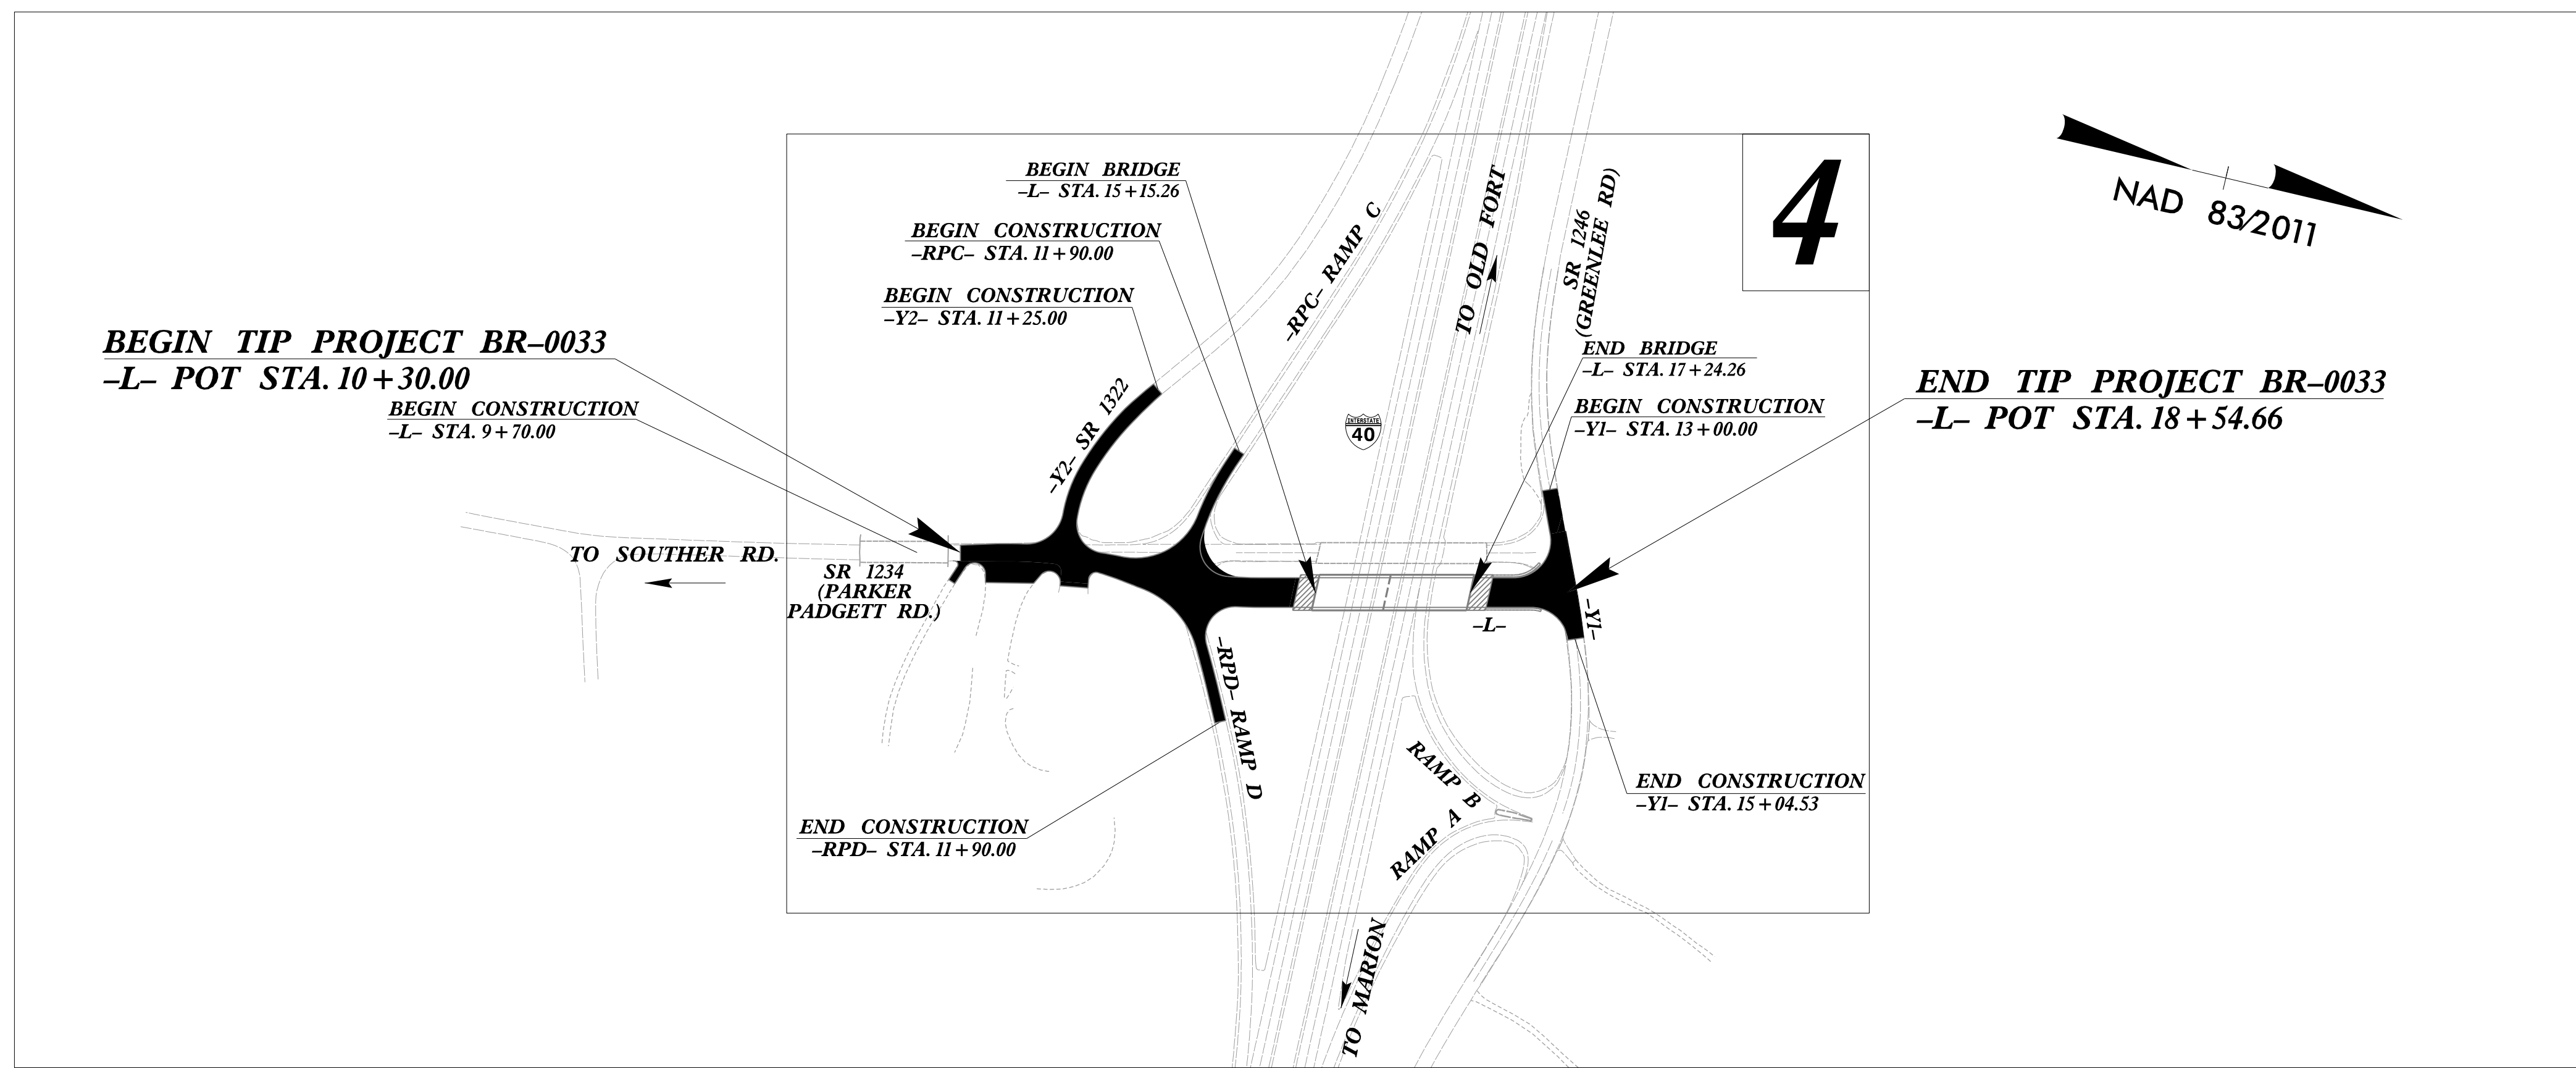 BEGIN BRIDGE
-L- STA. 15+15.26
BEGIN CONSTRUCTION
-RPC- STA. 11+90.00
BEGIN CONSTRUCTION
-Y2- STA. 11+25.00
BEGIN TIP PROJECT BR-0033
-L- POT STA. 10+30.00
BEGIN CONSTRUCTION
-L- STA. 9+70.00
-Y2- SR 1322
-RPC- RAMP C
TO OLD FORT
SR 1246
(GREENLEE RD)
4
NAD 83/2011
INTERSTATE
40
END BRIDGE
-L- STA. 17+24.26
BEGIN CONSTRUCTION
-Y1- STA. 13+00.00
END TIP PROJECT BR-0033
-L- POT STA. 18+54.66
TO SOUTHER RD.
SR 1234
(PARKER
PADGETT RD.)
-L-
-Y1-
-RPD- RAMP D
RAMP B
RAMP A
END CONSTRUCTION
-Y1- STA. 15+04.53
END CONSTRUCTION
-RPD- STA. 11+90.00
TO MARION